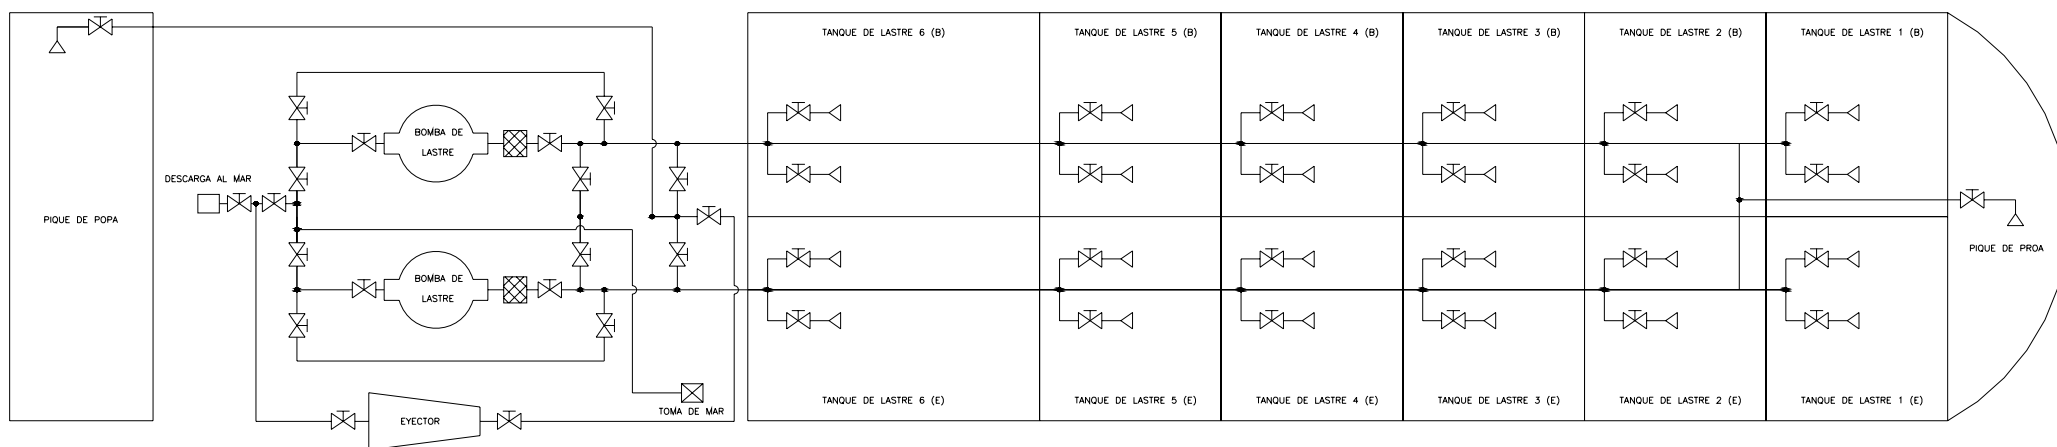 TANQUE DE LASTRE 6 (B)
TANQUE DE LASTRE 5 (B)
TANQUE DE LASTRE 4 (B)
TANQUE DE LASTRE 3 (B)
TANQUE DE LASTRE 2 (B)
TANQUE DE LASTRE 1 (B)
BOMBA DE
LASTRE
DESCARGA AL MAR
PIQUE DE POPA
PIQUE DE PROA
BOMBA DE
LASTRE
TANQUE DE LASTRE 6 (E)
TANQUE DE LASTRE 5 (E)
TANQUE DE LASTRE 4 (E)
TANQUE DE LASTRE 3 (E)
TANQUE DE LASTRE 2 (E)
TANQUE DE LASTRE 1 (E)
TOMA DE MAR
EYECTOR